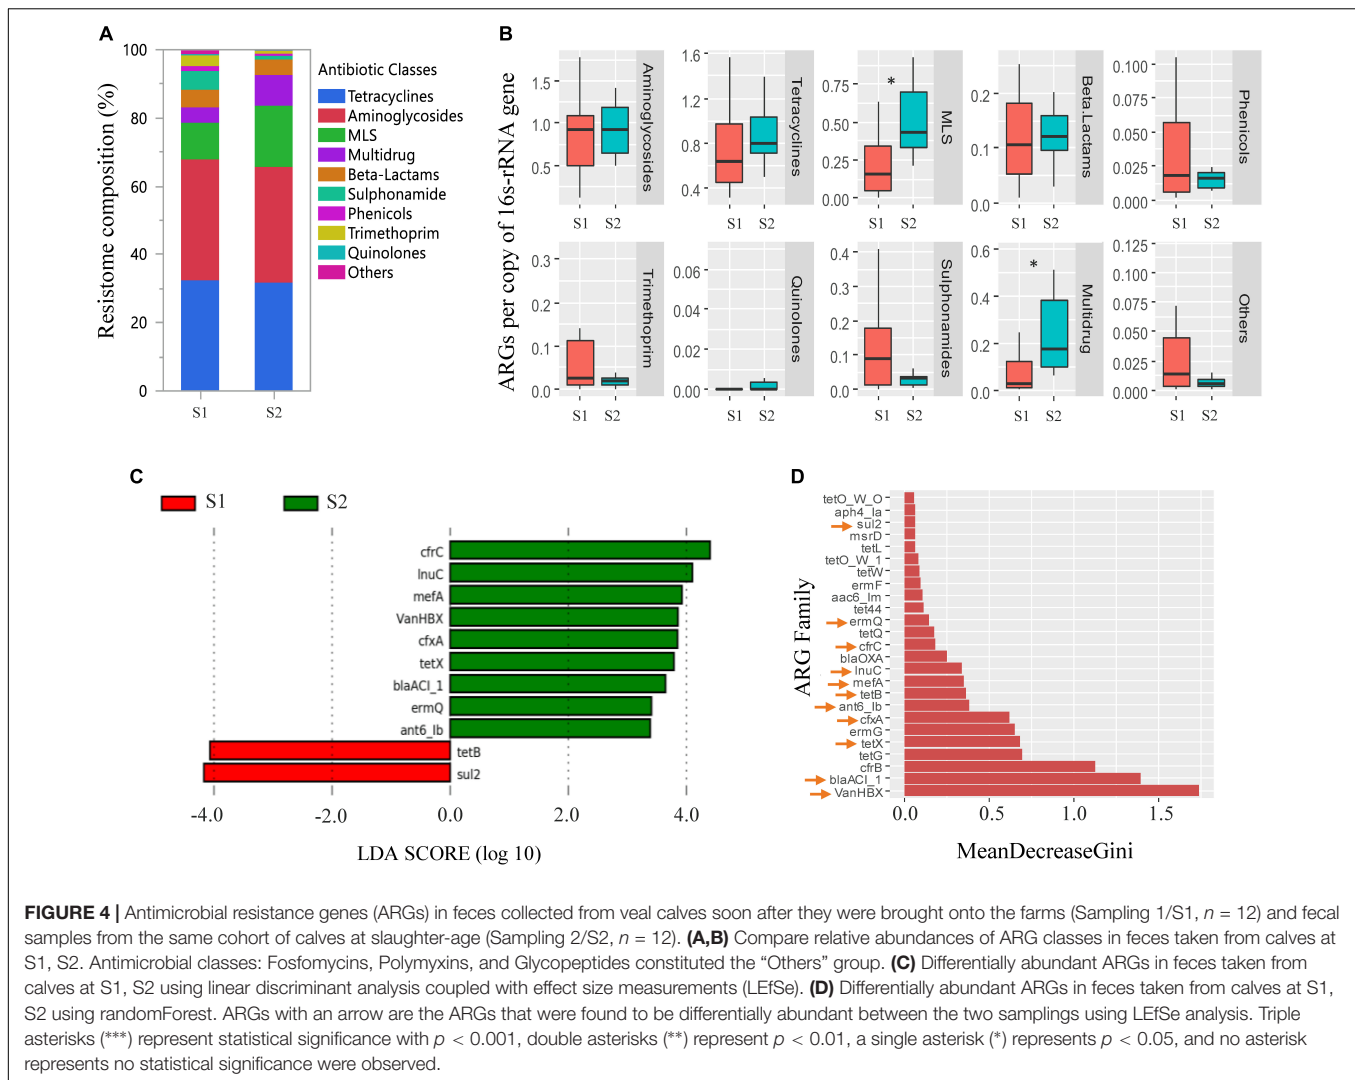 A
100
80
60
40
20
0
Resistome composition (%)
S1
S2
Antibiotic Classes
Tetracyclines
Aminoglycosides
MLS
Multidrug
Beta-Lactams
Sulphonamide
Phenicols
Trimethoprim
Quinolones
Others
B
ARGs per copy of 16s-rRNA gene
1.5
1.0
0.5
Aminoglycosides
S1
S2
1.6
1.2
0.8
0.4
Tetracyclines
S1
S2
0.75
0.50
0.25
0.00
*
MLS
S1
S2
0.2
0.1
0.0
Beta.Lactams
S1
S2
0.100
0.075
0.050
0.025
0.000
Phenicols
S1
S2
0.3
0.2
0.1
0.0
Trimethoprim
S1
S2
0.06
0.04
0.02
0.00
Quinolones
S1
S2
0.4
0.3
0.2
0.1
0.0
Sulphonamides
S1
S2
0.6
0.4
0.2
0.0
*
Multidrug
S1
S2
0.125
0.100
0.075
0.050
0.025
0.000
Others
S1
S2
C
S1
S2
cfrC
lnuC
mefA
VanHBX
cfxA
tetX
blaACI_1
ermQ
ant6_Ib
tetB
sul2
-4.0
-2.0
0.0
2.0
4.0
LDA SCORE (log 10)
D
ARG Family
tetO_W_O
aph4_Ia
sul2
msrD
tetL
tetO_W_1
tetW
ermF
aac6_Im
tet44
ermQ
tetQ
cfrC
blaOXA
lnuC
mefA
tetB
ant6_Ib
cfxA
ermG
tetX
tetG
cfrB
blaACI_1
VanHBX
0.0
0.5
1.0
1.5
MeanDecreaseGini
FIGURE 4 | Antimicrobial resistance genes (ARGs) in feces collected from veal calves soon after they were brought onto the farms (Sampling 1/S1, n = 12) and fecal
samples from the same cohort of calves at slaughter-age (Sampling 2/S2, n = 12). (A,B) Compare relative abundances of ARG classes in feces taken from calves at
S1, S2. Antimicrobial classes: Fosfomycins, Polymyxins, and Glycopeptides constituted the “Others” group. (C) Differentially abundant ARGs in feces taken from
calves at S1, S2 using linear discriminant analysis coupled with effect size measurements (LEfSe). (D) Differentially abundant ARGs in feces taken from calves at S1,
S2 using randomForest. ARGs with an arrow are the ARGs that were found to be differentially abundant between the two samplings using LEfSe analysis. Triple
asterisks (***) represent statistical significance with p < 0.001, double asterisks (**) represent p < 0.01, a single asterisk (*) represents p < 0.05, and no asterisk
represents no statistical significance were observed.